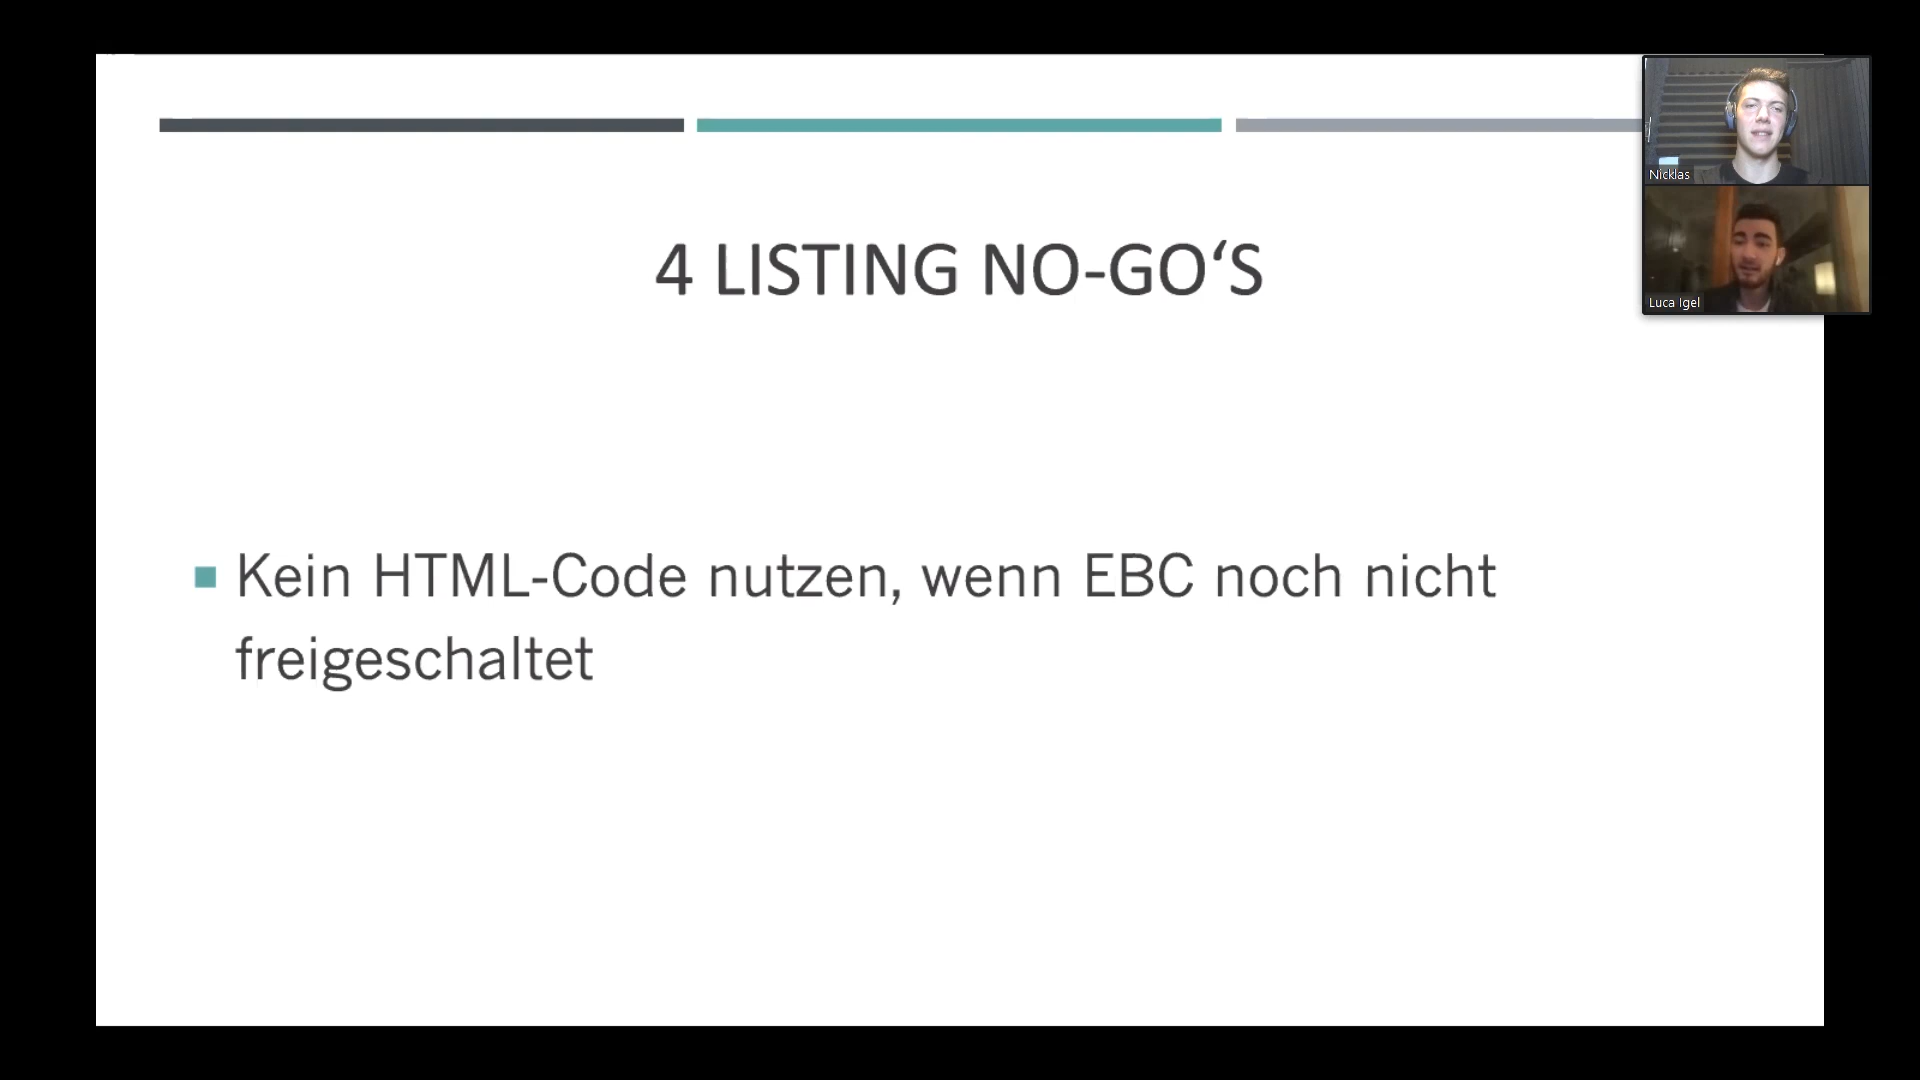 4 LISTING NO-GO‘S
Kein HTML-Code nutzen, wenn EBC noch nicht
freigeschaltet
Nicklas
Luca Igel